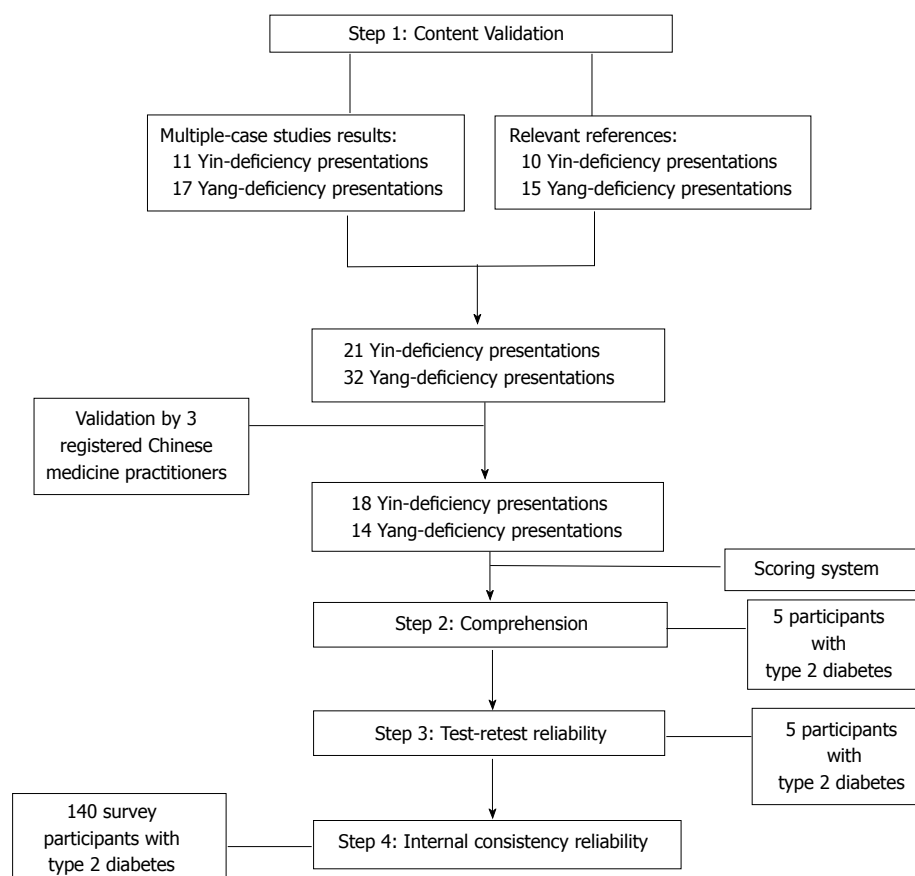 Step 1: Content Validation
Multiple-case studies results:
11 Yin-deficiency presentations
17 Yang-deficiency presentations
Relevant references:
10 Yin-deficiency presentations
15 Yang-deficiency presentations
21 Yin-deficiency presentations
32 Yang-deficiency presentations
Validation by 3
registered Chinese
medicine practitioners
18 Yin-deficiency presentations
14 Yang-deficiency presentations
Scoring system
Step 2: Comprehension
5 participants
with
type 2 diabetes
Step 3: Test-retest reliability
5 participants
with
type 2 diabetes
140 survey
participants with
type 2 diabetes
Step 4: Internal consistency reliability